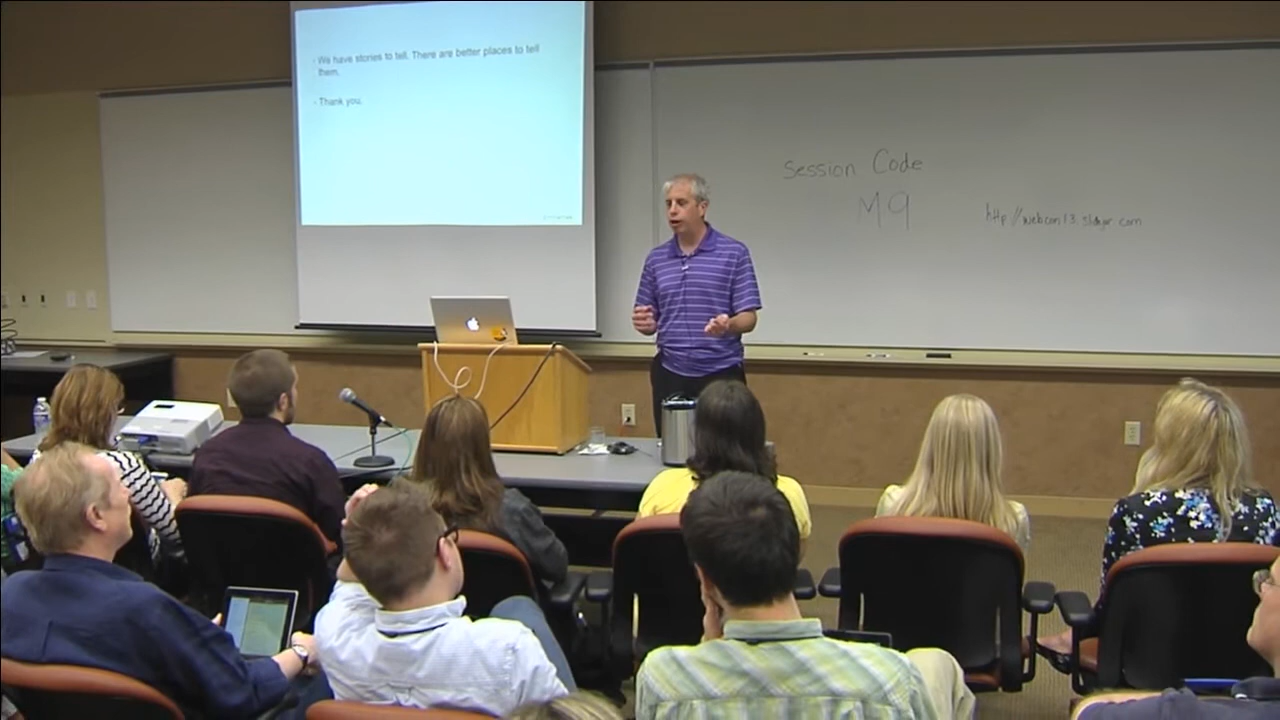 - We have stories to tell. There are better places to tell
them.
- Thank you.
Session Code
M9
http://webcon13.sldgr.com